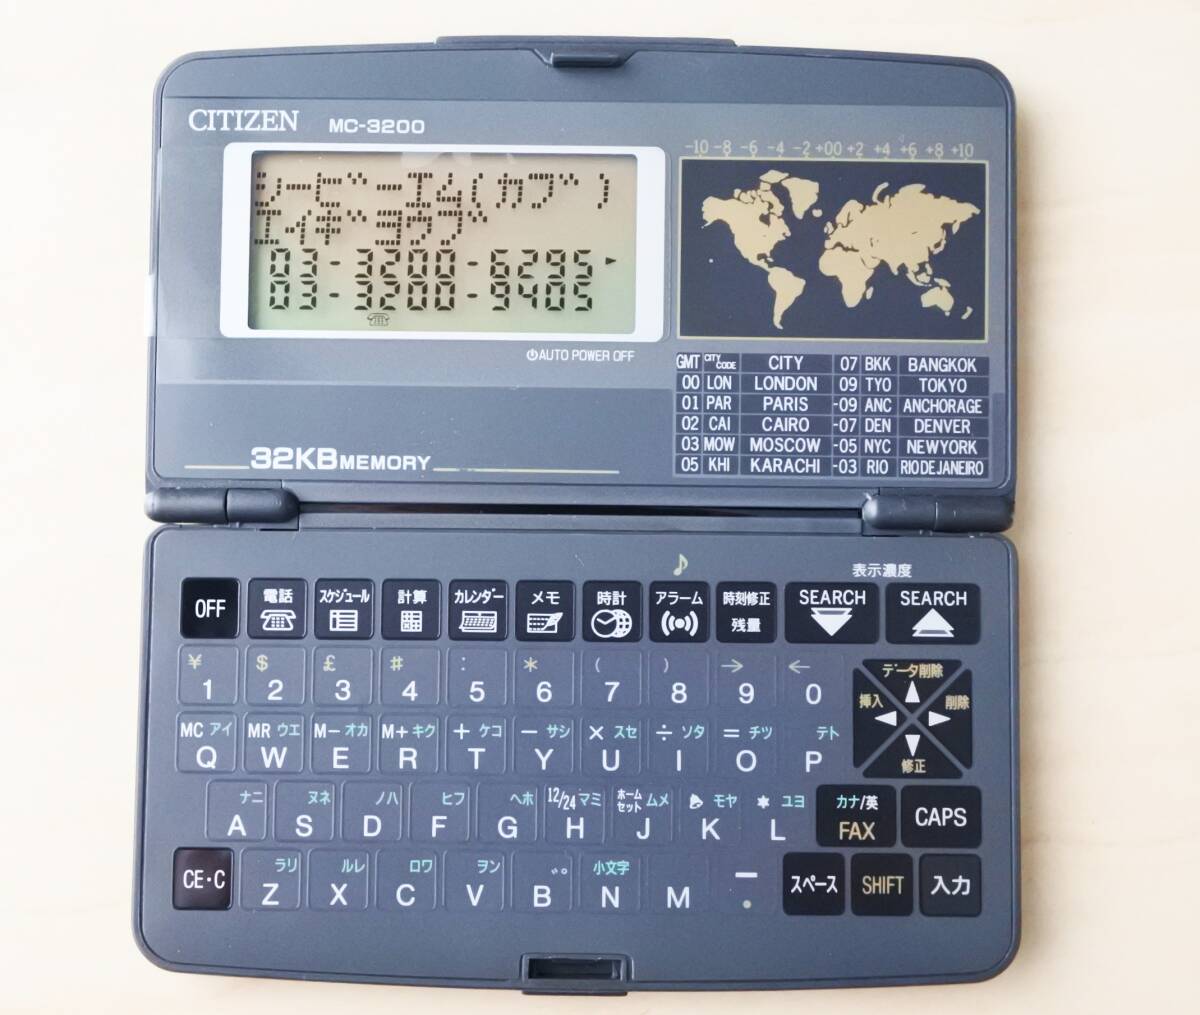 CITIZEN MC-3200
-10 -8 -6 -4 -2 +00 +2 +4 +6 +8 +10
シービーエム(カブ)
エイギョウブ
03-3200-6295
03-3200-9405
AUTO POWER OFF
GMT CITY CODE CITY 07 BKK BANGKOK
00 LON LONDON 09 TYO TOKYO
01 PAR PARIS -09 ANC ANCHORAGE
02 CAI CAIRO -07 DEN DENVER
03 MOW MOSCOW -05 NYC NEWYORK
05 KHI KARACHI -03 RIO RIO DE JANEIRO
32KB MEMORY
表示濃度
OFF 電話 スケジュール 計算 カレンダー メモ 時計 アラーム 時刻修正 残量 SEARCH SEARCH
¥ $ £ # : * ( ) → ←
1 2 3 4 5 6 7 8 9 0
データ削除
挿入 削除
修正
MC アイ MR ウエ M− オカ M+ キク + ケコ − サシ × スセ ÷ ソタ = チツ テト
Q W E R T Y U I O P
ナニ ヌネ ノハ ヒフ ヘホ 12/24 マミ ホームセット ムメ モヤ ユヨ カナ/英
A S D F G H J K L FAX CAPS
ラリ ルレ ロワ ヲン ゛゜ 小文字 −
CE・C Z X C V B N M . スペース SHIFT 入力